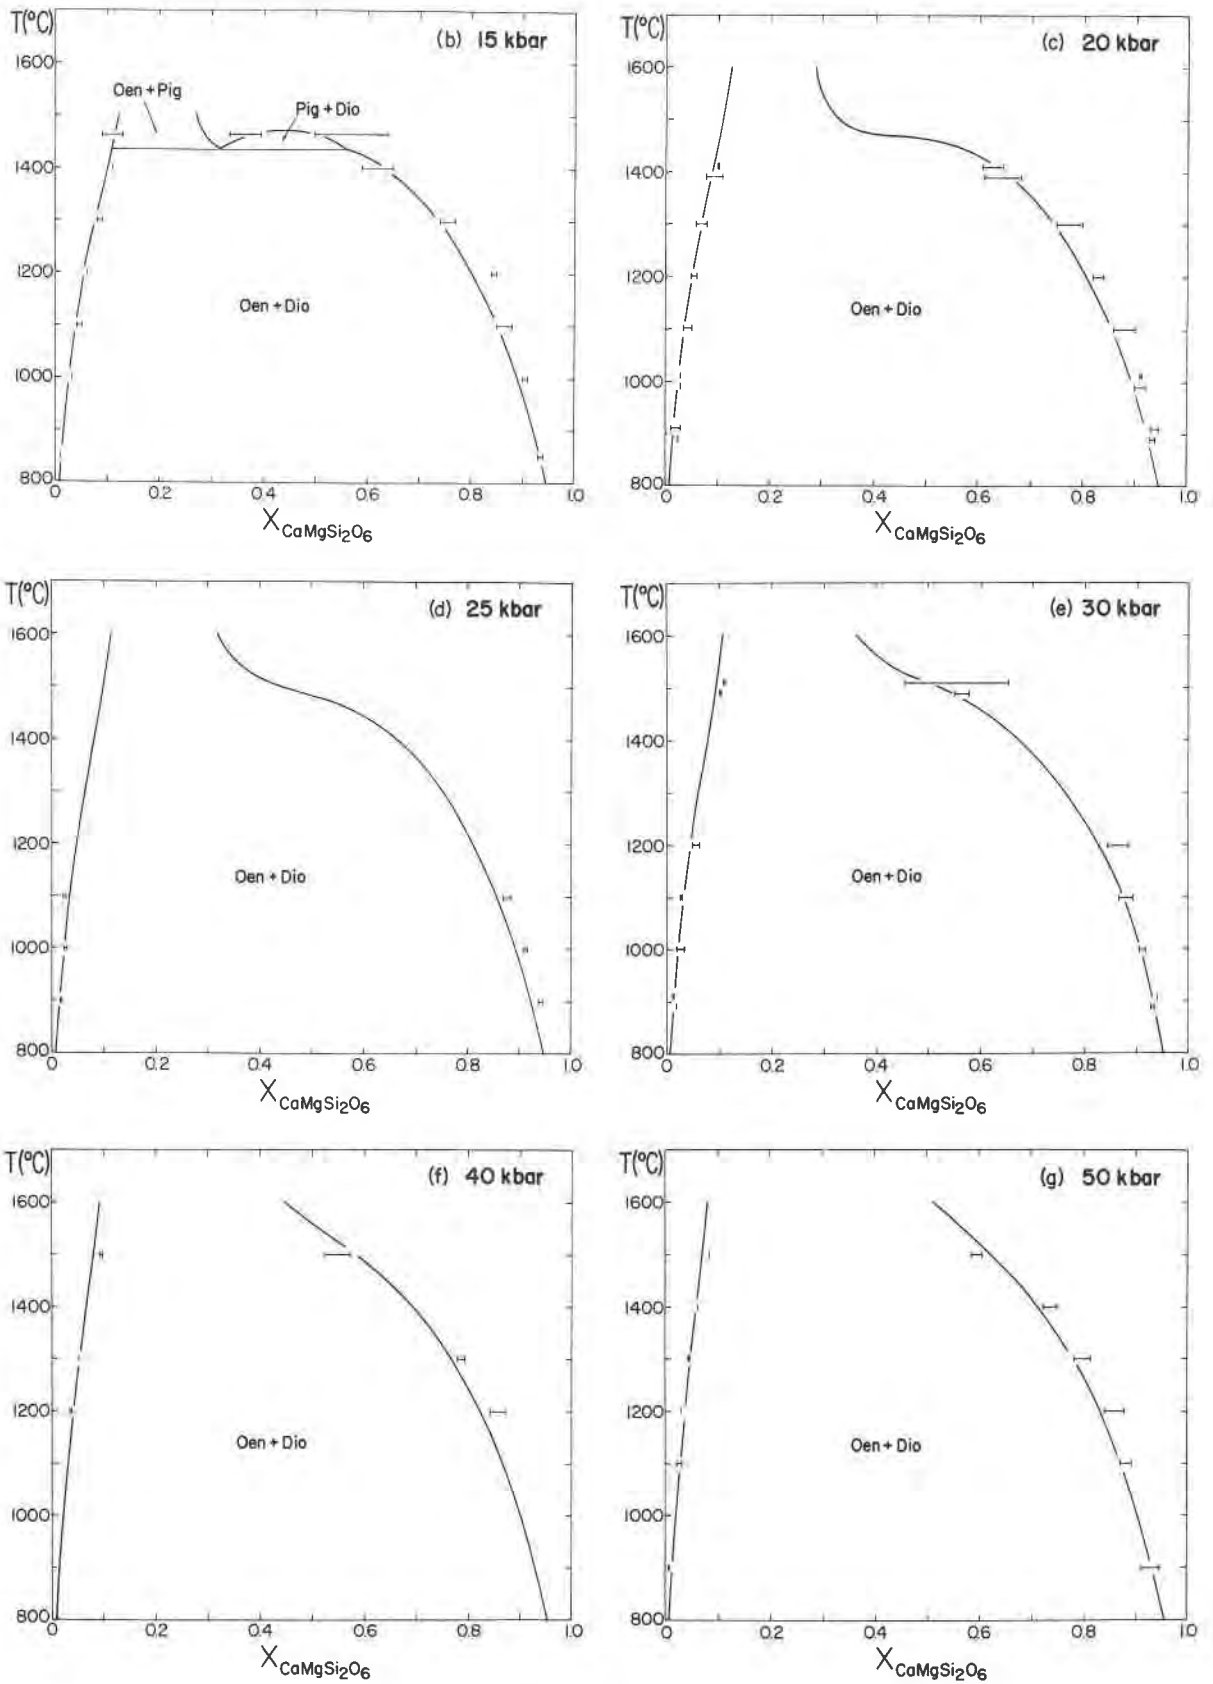 T(°C)
(b) 15 kbar
1600
1400
1200
1000
800
Oen + Pig
Pig + Dio
Oen + Dio
0 0.2 0.4 0.6 0.8 1.0
X CaMgSi2O6
T(°C)
(c) 20 kbar
1600
1400
1200
1000
800
Oen + Dio
0 0.2 0.4 0.6 0.8 1.0
X CaMgSi2O6
T(°C)
(d) 25 kbar
1600
1400
1200
1000
800
Oen + Dio
0 0.2 0.4 0.6 0.8 1.0
X CaMgSi2O6
T(°C)
(e) 30 kbar
1600
1400
1200
1000
800
Oen + Dio
0 0.2 0.4 0.6 0.8 1.0
X CaMgSi2O6
T(°C)
(f) 40 kbar
1600
1400
1200
1000
800
Oen + Dio
0 0.2 0.4 0.6 0.8 1.0
X CaMgSi2O6
T(°C)
(g) 50 kbar
1600
1400
1200
1000
800
Oen + Dio
0 0.2 0.4 0.6 0.8 1.0
X CaMgSi2O6